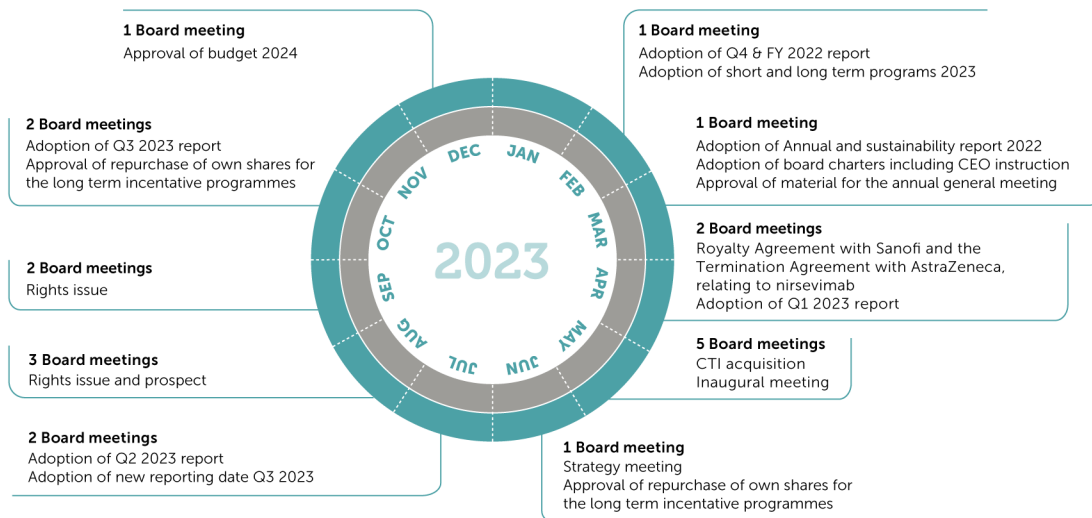 1 Board meeting
Approval of budget 2024
1 Board meeting
Adoption of Q4 & FY 2022 report
Adoption of short and long term programs 2023
2 Board meetings
Adoption of Q3 2023 report
Approval of repurchase of own shares for
the long term incentative programmes
1 Board meeting
Adoption of Annual and sustainability report 2022
Adoption of board charters including CEO instruction
Approval of material for the annual general meeting
2 Board meetings
Royalty Agreement with Sanofi and the
Termination Agreement with AstraZeneca,
relating to nirsevimab
Adoption of Q1 2023 report
2 Board meetings
Rights issue
5 Board meetings
CTI acquisition
Inaugural meeting
3 Board meetings
Rights issue and prospect
2 Board meetings
Adoption of Q2 2023 report
Adoption of new reporting date Q3 2023
1 Board meeting
Strategy meeting
Approval of repurchase of own shares for
the long term incentative programmes
JAN
FEB
MAR
APR
MAY
JUN
JUL
AUG
SEP
OCT
NOV
DEC
2023